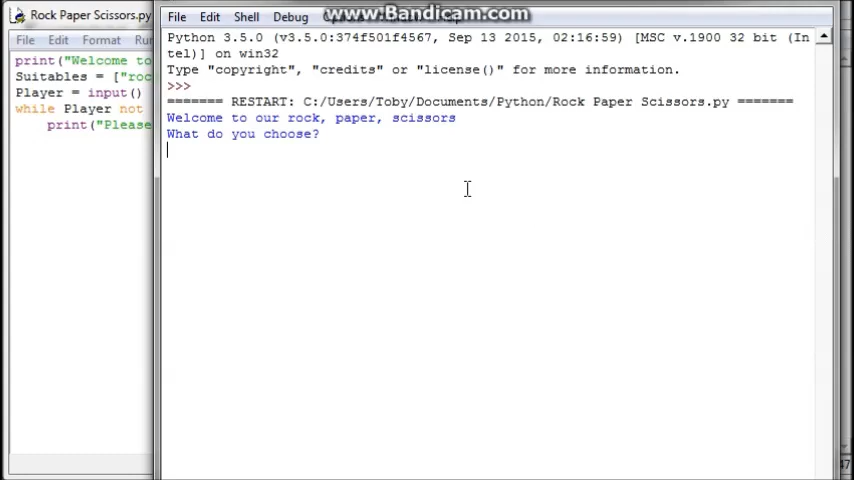 Rock Paper Scissors.py
www.Bandicam.com
File Edit Format Ru
File Edit Shell Debug
print("Welcome to
Suitables = ["roc
Player = input()
while Player not
print("Please
Python 3.5.0 (v3.5.0:374f501f4567, Sep 13 2015, 02:16:59) [MSC v.1900 32 bit (In
tel)] on win32
Type "copyright", "credits" or "license()" for more information.
>>>
======= RESTART: C:/Users/Toby/Documents/Python/Rock Paper Scissors.py =======
Welcome to our rock, paper, scissors
What do you choose?
47